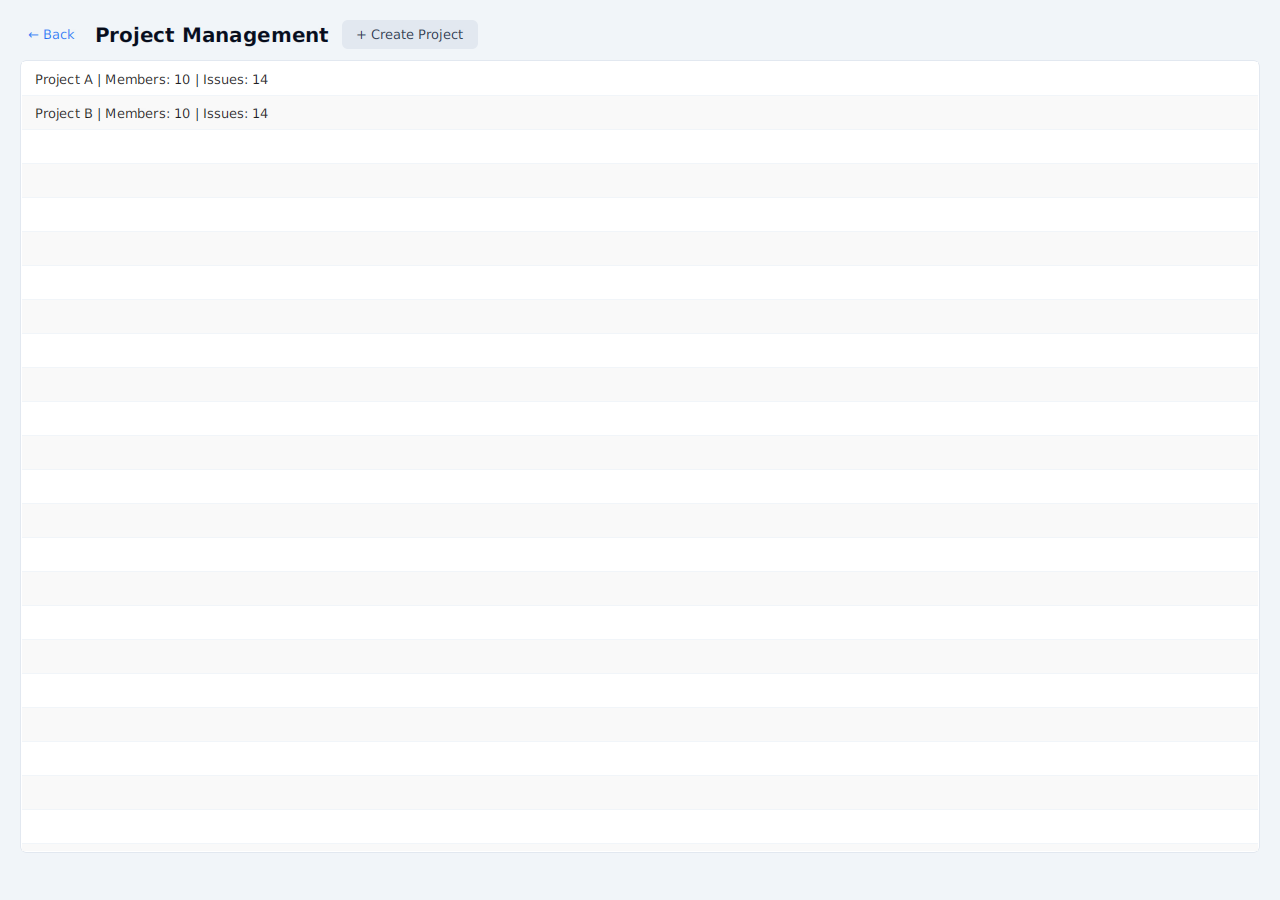 ← Back Project Management + Create Project
Project A | Members: 10 | Issues: 14
Project B | Members: 10 | Issues: 14